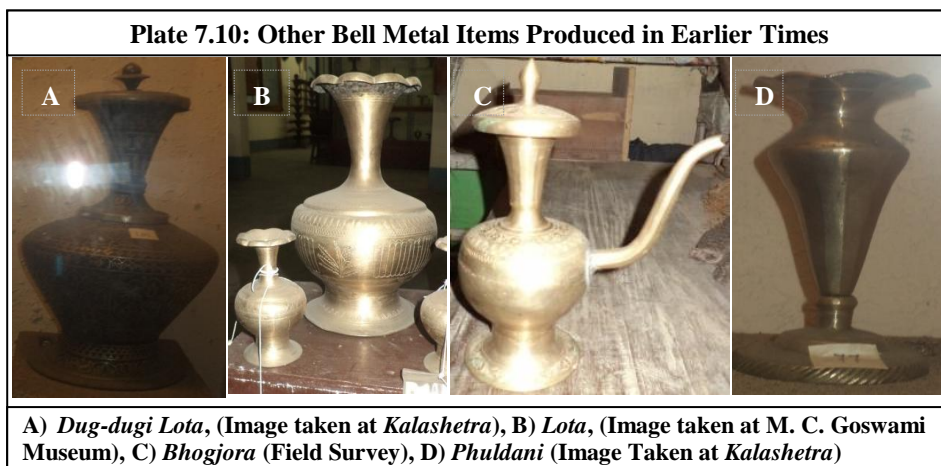 Plate 7.10: Other Bell Metal Items Produced in Earlier Times
A
B
C
D
A) Dug-dugi Lota, (Image taken at Kalashetra), B) Lota, (Image taken at M. C. Goswami
Museum), C) Bhogjora (Field Survey), D) Phuldani (Image Taken at Kalashetra)